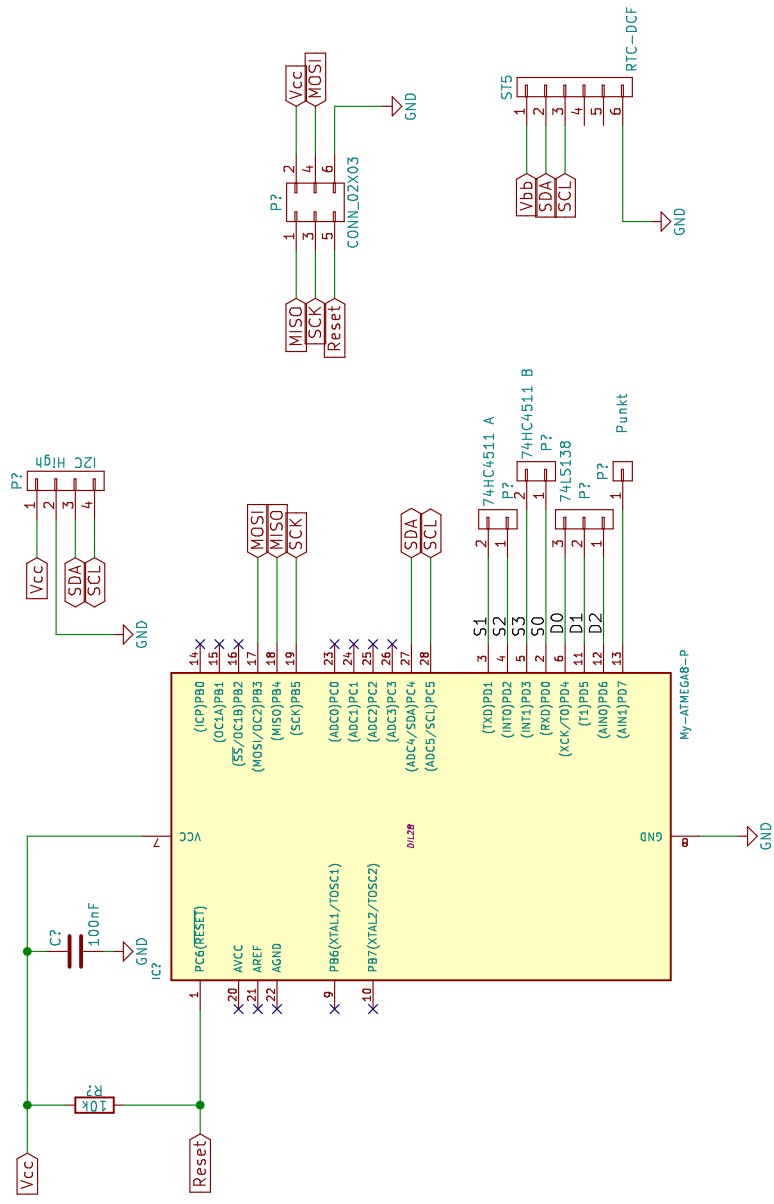 RTC-DCF
ST5
1
2
3
4
5
6
Vbb
SDA
SCL
GND
Vcc
MOSI
GND
2
4
6
P?
CONN_02X03
1
3
5
MISO
SCK
Reset
I2C High
P?
1
2
3
4
Vcc
SDA
SCL
GND
MOSI
MISO
SCK
SDA
SCL
74HC4511 A
P?
2
1
74HC4511 B
P?
2
1
74LS138
P?
3
2
1
Punkt
P?
1
S1
S2
S3
S0
D0
D1
D2
14
15
16
17
18
19
23
24
25
26
27
28
3
4
5
2
6
11
12
13
(ICP)PB0
(OC1A)PB1
(SS/OC1B)PB2
(MOSI/OC2)PB3
(MISO)PB4
(SCK)PB5
(ADC0)PC0
(ADC1)PC1
(ADC2)PC2
(ADC3)PC3
(ADC4/SDA)PC4
(ADC5/SCL)PC5
(TXD)PD1
(INT0)PD2
(INT1)PD3
(RXD)PD0
(XCK/T0)PD4
(T1)PD5
(AIN0)PD6
(AIN1)PD7
My-ATMEGA8-P
7
VCC
DIL28
GND
8
GND
PC6(RESET)
AVCC
AREF
AGND
PB6(XTAL1/TOSC1)
PB7(XTAL2/TOSC2)
1
20
21
22
9
10
IC?
C?
100nF
GND
R?
10k
Vcc
Reset